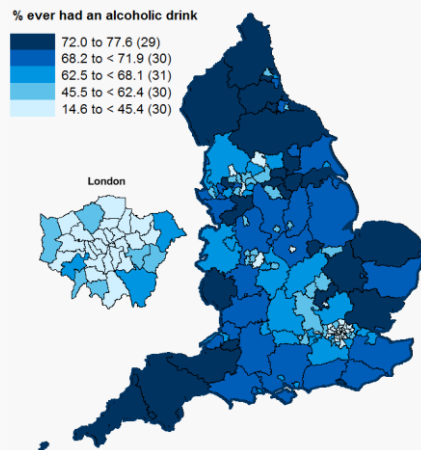 % ever had an alcoholic drink
72.0 to 77.6 (29)
68.2 to < 71.9 (30)
62.5 to < 68.1 (31)
45.5 to < 62.4 (30)
14.6 to < 45.4 (30)
London